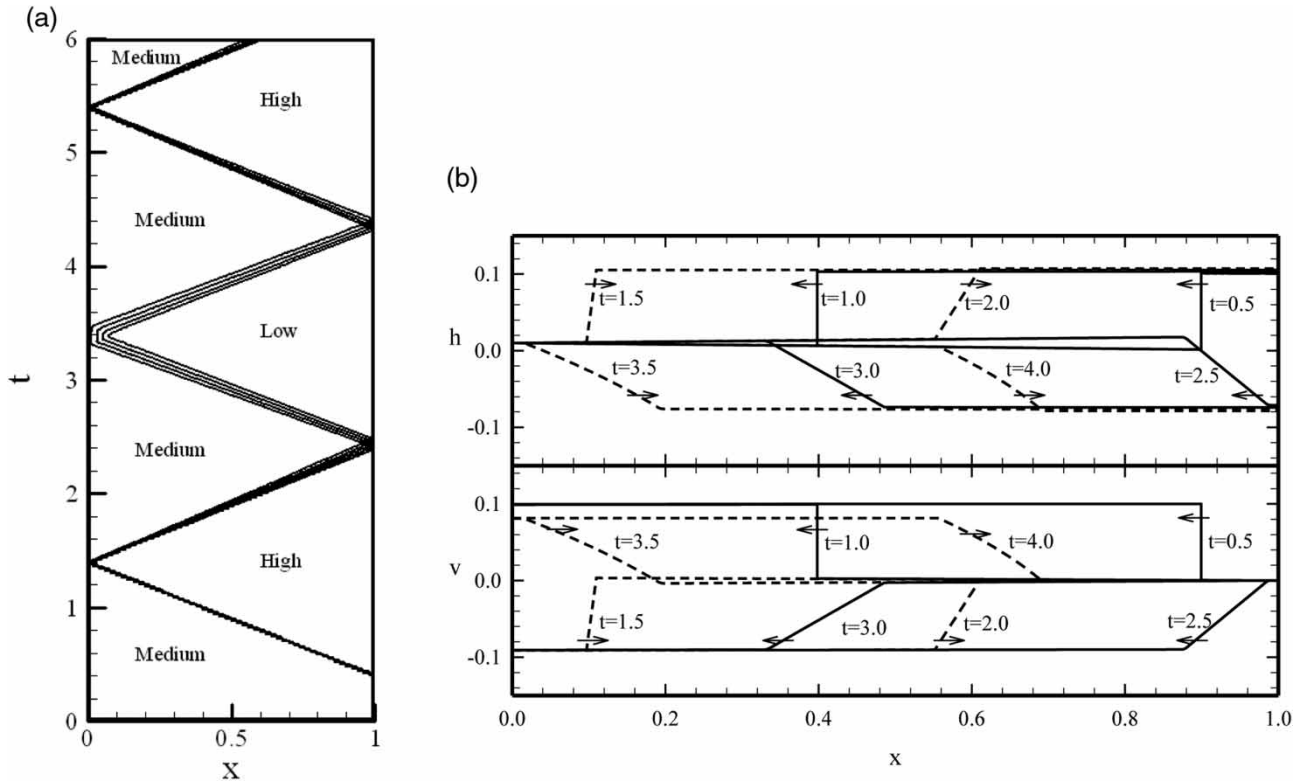 (a)
6
Medium
High
5
Medium
4
Low
t
3
Medium
2
High
1
Medium
0
0 0.5 1
x
(b)
0.1
t=1.5 t=1.0 t=2.0 t=0.5
h
0.0
t=3.5 t=3.0 t=4.0 t=2.5
-0.1
0.1
t=3.5 t=1.0 t=4.0 t=0.5
v
0.0
t=1.5 t=3.0 t=2.0 t=2.5
-0.1
0.0 0.2 0.4 0.6 0.8 1.0
x